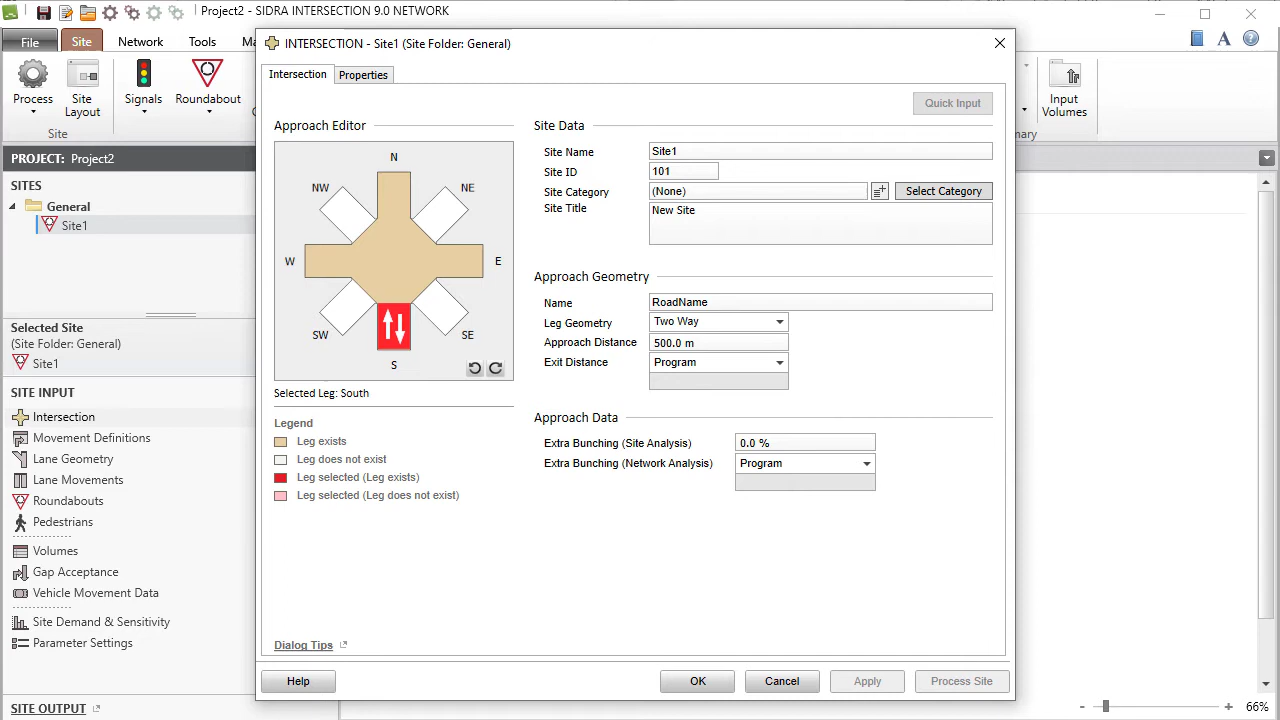 Project2 - SIDRA INTERSECTION 9.0 NETWORK
File
Site
Network
Tools
Process
Site
Layout
Signals
Roundabout
Input
Volumes
Site
PROJECT: Project2
SITES
General
Site1
Selected Site
(Site Folder: General)
Site1
SITE INPUT
Intersection
Movement Definitions
Lane Geometry
Lane Movements
Roundabouts
Pedestrians
Volumes
Gap Acceptance
Vehicle Movement Data
Site Demand & Sensitivity
Parameter Settings
SITE OUTPUT
INTERSECTION - Site1 (Site Folder: General)
Intersection
Properties
Quick Input
Approach Editor
N
NW
NE
W
E
SW
SE
S
Selected Leg: South
Legend
Leg exists
Leg does not exist
Leg selected (Leg exists)
Leg selected (Leg does not exist)
Site Data
Site Name
Site1
Site ID
101
Site Category
(None)
Select Category
Site Title
New Site
Approach Geometry
Name
RoadName
Leg Geometry
Two Way
Approach Distance
500.0 m
Exit Distance
Program
Approach Data
Extra Bunching (Site Analysis)
0.0 %
Extra Bunching (Network Analysis)
Program
Dialog Tips
Help
OK
Cancel
Apply
Process Site
66%